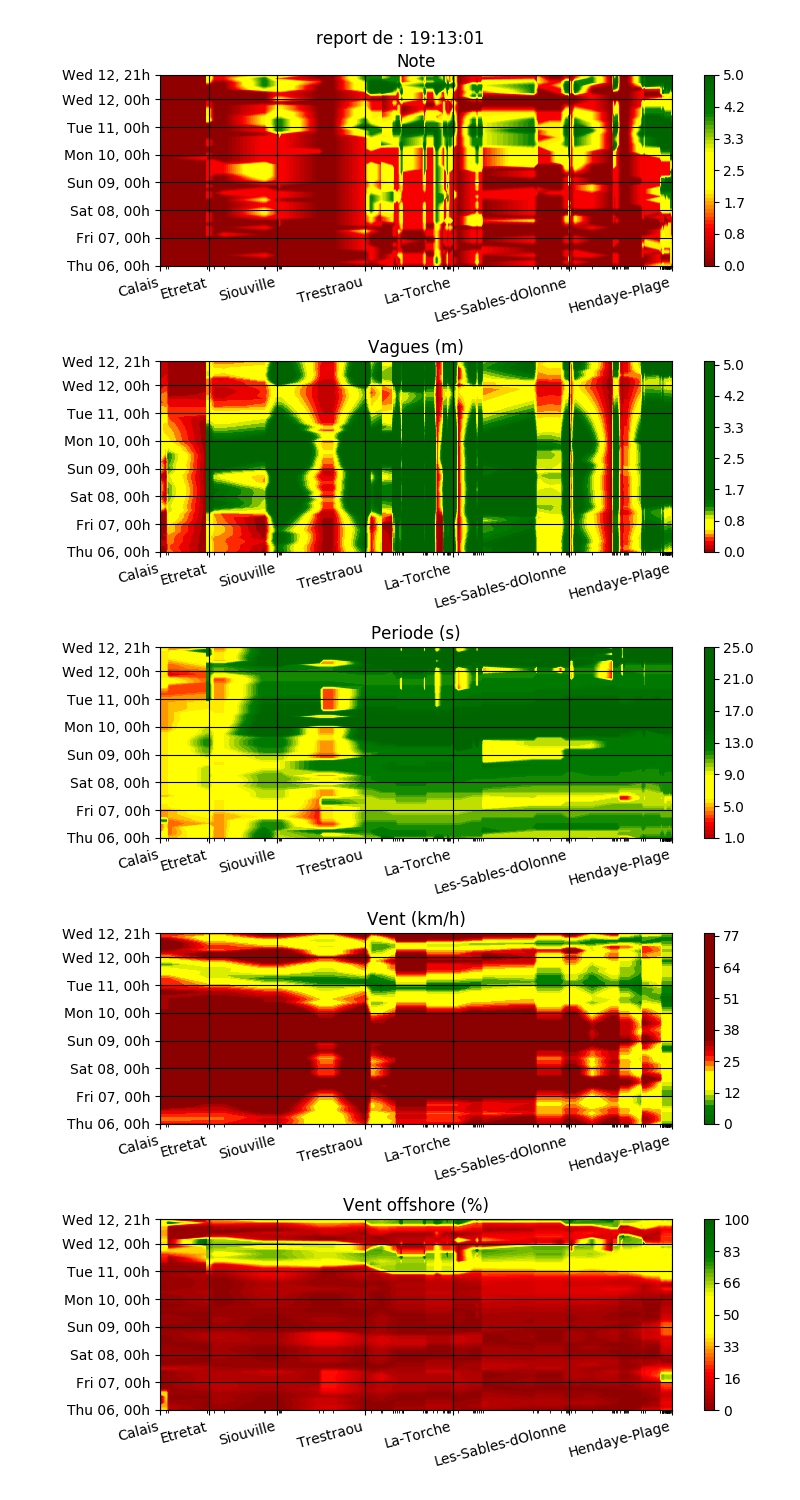 report de : 19:13:01
Note
Wed 12, 21h
Wed 12, 00h
Tue 11, 00h
Mon 10, 00h
Sun 09, 00h
Sat 08, 00h
Fri 07, 00h
Thu 06, 00h
Calais Etretat Siouville Trestraou La-Torche Les-Sables-dOlonne Hendaye-Plage
5.0
4.2
3.3
2.5
1.7
0.8
0.0
Vagues (m)
Wed 12, 21h
Wed 12, 00h
Tue 11, 00h
Mon 10, 00h
Sun 09, 00h
Sat 08, 00h
Fri 07, 00h
Thu 06, 00h
Calais Etretat Siouville Trestraou La-Torche Les-Sables-dOlonne Hendaye-Plage
5.0
4.2
3.3
2.5
1.7
0.8
0.0
Periode (s)
Wed 12, 21h
Wed 12, 00h
Tue 11, 00h
Mon 10, 00h
Sun 09, 00h
Sat 08, 00h
Fri 07, 00h
Thu 06, 00h
Calais Etretat Siouville Trestraou La-Torche Les-Sables-dOlonne Hendaye-Plage
25.0
21.0
17.0
13.0
9.0
5.0
1.0
Vent (km/h)
Wed 12, 21h
Wed 12, 00h
Tue 11, 00h
Mon 10, 00h
Sun 09, 00h
Sat 08, 00h
Fri 07, 00h
Thu 06, 00h
Calais Etretat Siouville Trestraou La-Torche Les-Sables-dOlonne Hendaye-Plage
77
64
51
38
25
12
0
Vent offshore (%)
Wed 12, 21h
Wed 12, 00h
Tue 11, 00h
Mon 10, 00h
Sun 09, 00h
Sat 08, 00h
Fri 07, 00h
Thu 06, 00h
Calais Etretat Siouville Trestraou La-Torche Les-Sables-dOlonne Hendaye-Plage
100
83
66
50
33
16
0